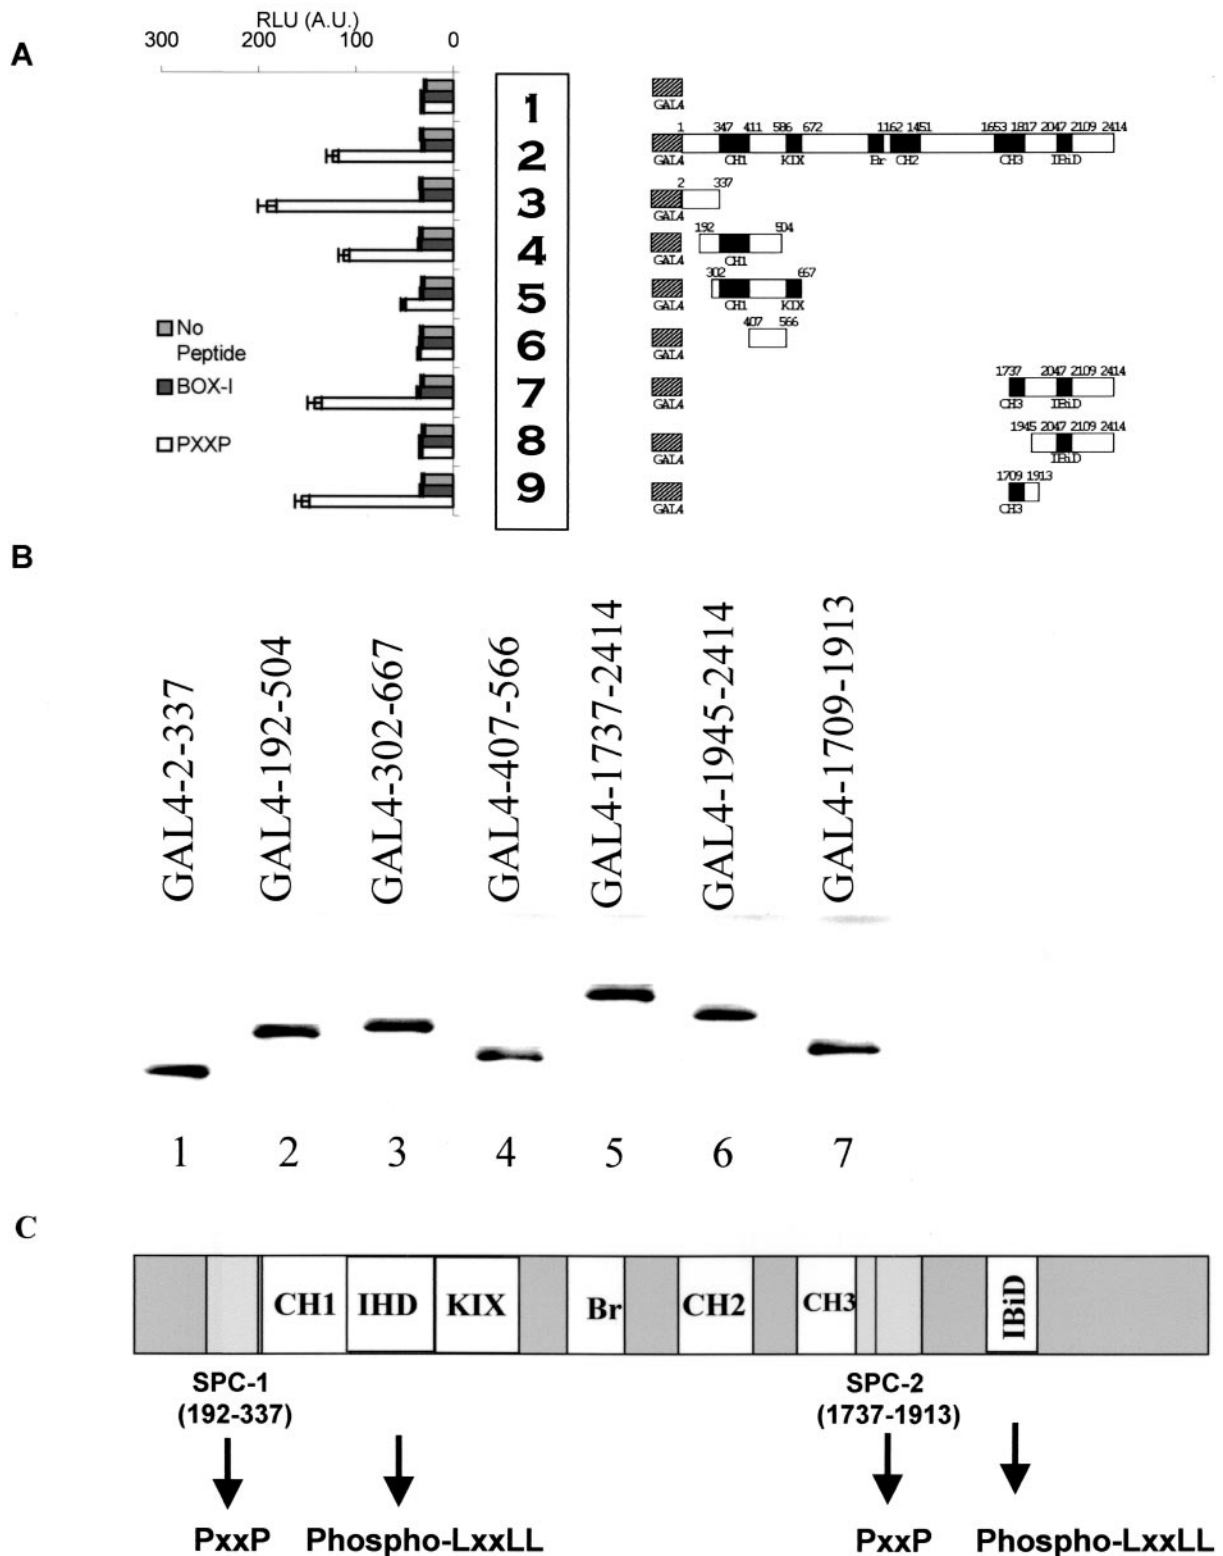 A
RLU (A.U.)
300 200 100 0
1
2
3
4
5
6
7
8
9
No Peptide
BOX-I
PXXP
GAL4
1 347 411 586 672 1162 1451 1653 1817 2047 2109 2414
GAL4 CH1 KIX Br CH2 CH3 IBiD
2 337
GAL4
192 504
GAL4 CH1
302 667
GAL4 CH1 KIX
407 566
GAL4
1737 2047 2109 2414
GAL4 CH3 IBiD
1945 2047 2109 2414
GAL4 IBiD
1709 1913
GAL4 CH3
B
GAL4-2-337
GAL4-192-504
GAL4-302-667
GAL4-407-566
GAL4-1737-2414
GAL4-1945-2414
GAL4-1709-1913
1 2 3 4 5 6 7
C
CH1 IHD KIX Br CH2 CH3 IBiD
SPC-1 SPC-2
(192-337) (1737-1913)
PxxP Phospho-LxxLL PxxP Phospho-LxxLL